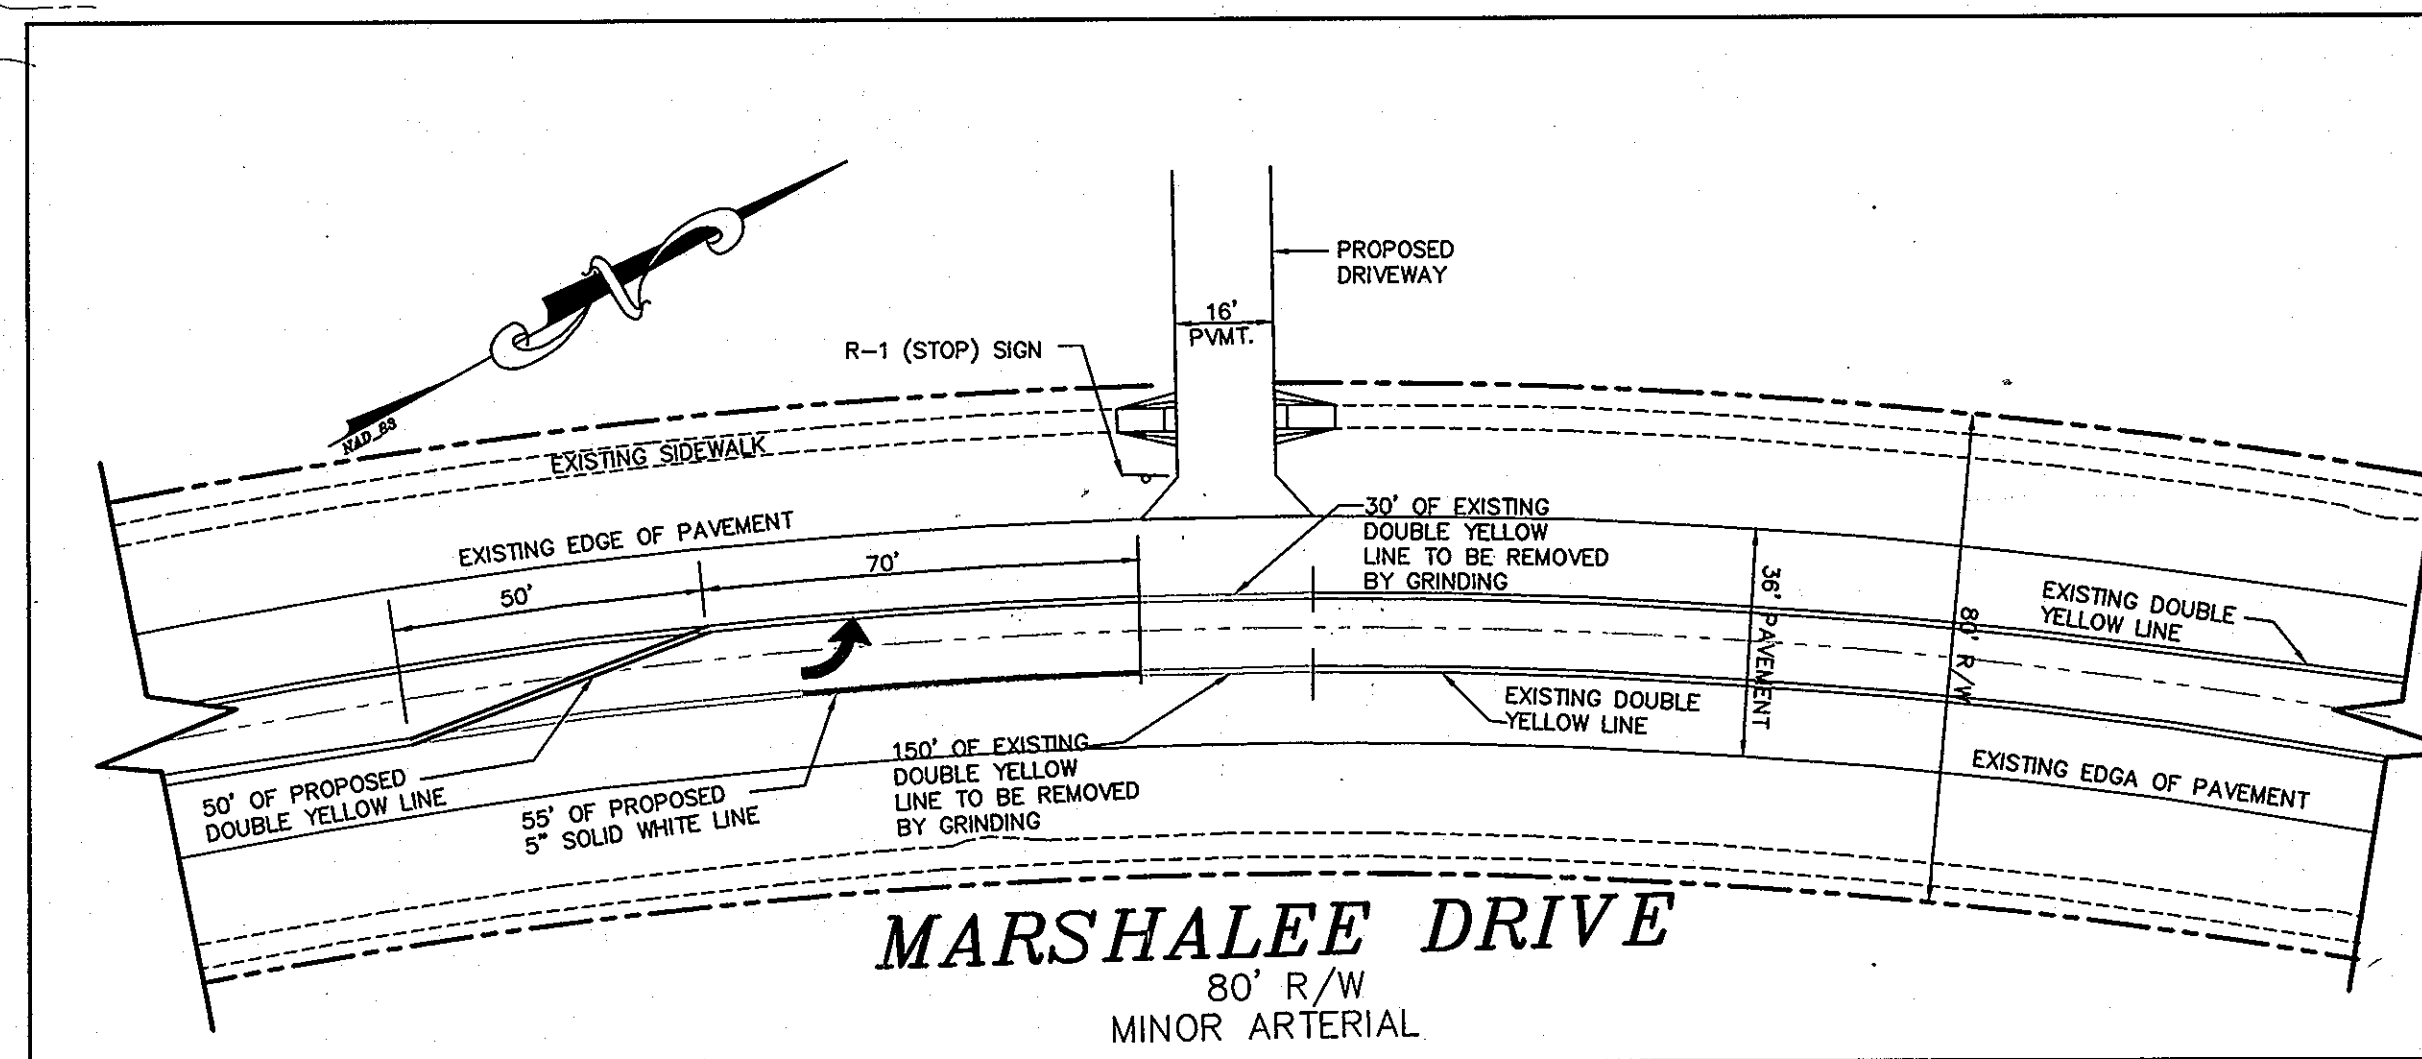 PROPOSED
DRIVEWAY
16'
PVMT.
R-1 (STOP) SIGN
NAD_83
EXISTING SIDEWALK
EXISTING EDGE OF PAVEMENT
50'
70'
30' OF EXISTING
DOUBLE YELLOW
LINE TO BE REMOVED
BY GRINDING
36' PAVEMENT
80' R/W
EXISTING DOUBLE
YELLOW LINE
EXISTING DOUBLE
YELLOW LINE
50' OF PROPOSED
DOUBLE YELLOW LINE
55' OF PROPOSED
5" SOLID WHITE LINE
150' OF EXISTING
DOUBLE YELLOW
LINE TO BE REMOVED
BY GRINDING
EXISTING EDGA OF PAVEMENT
MARSHALEE DRIVE
80' R/W
MINOR ARTERIAL